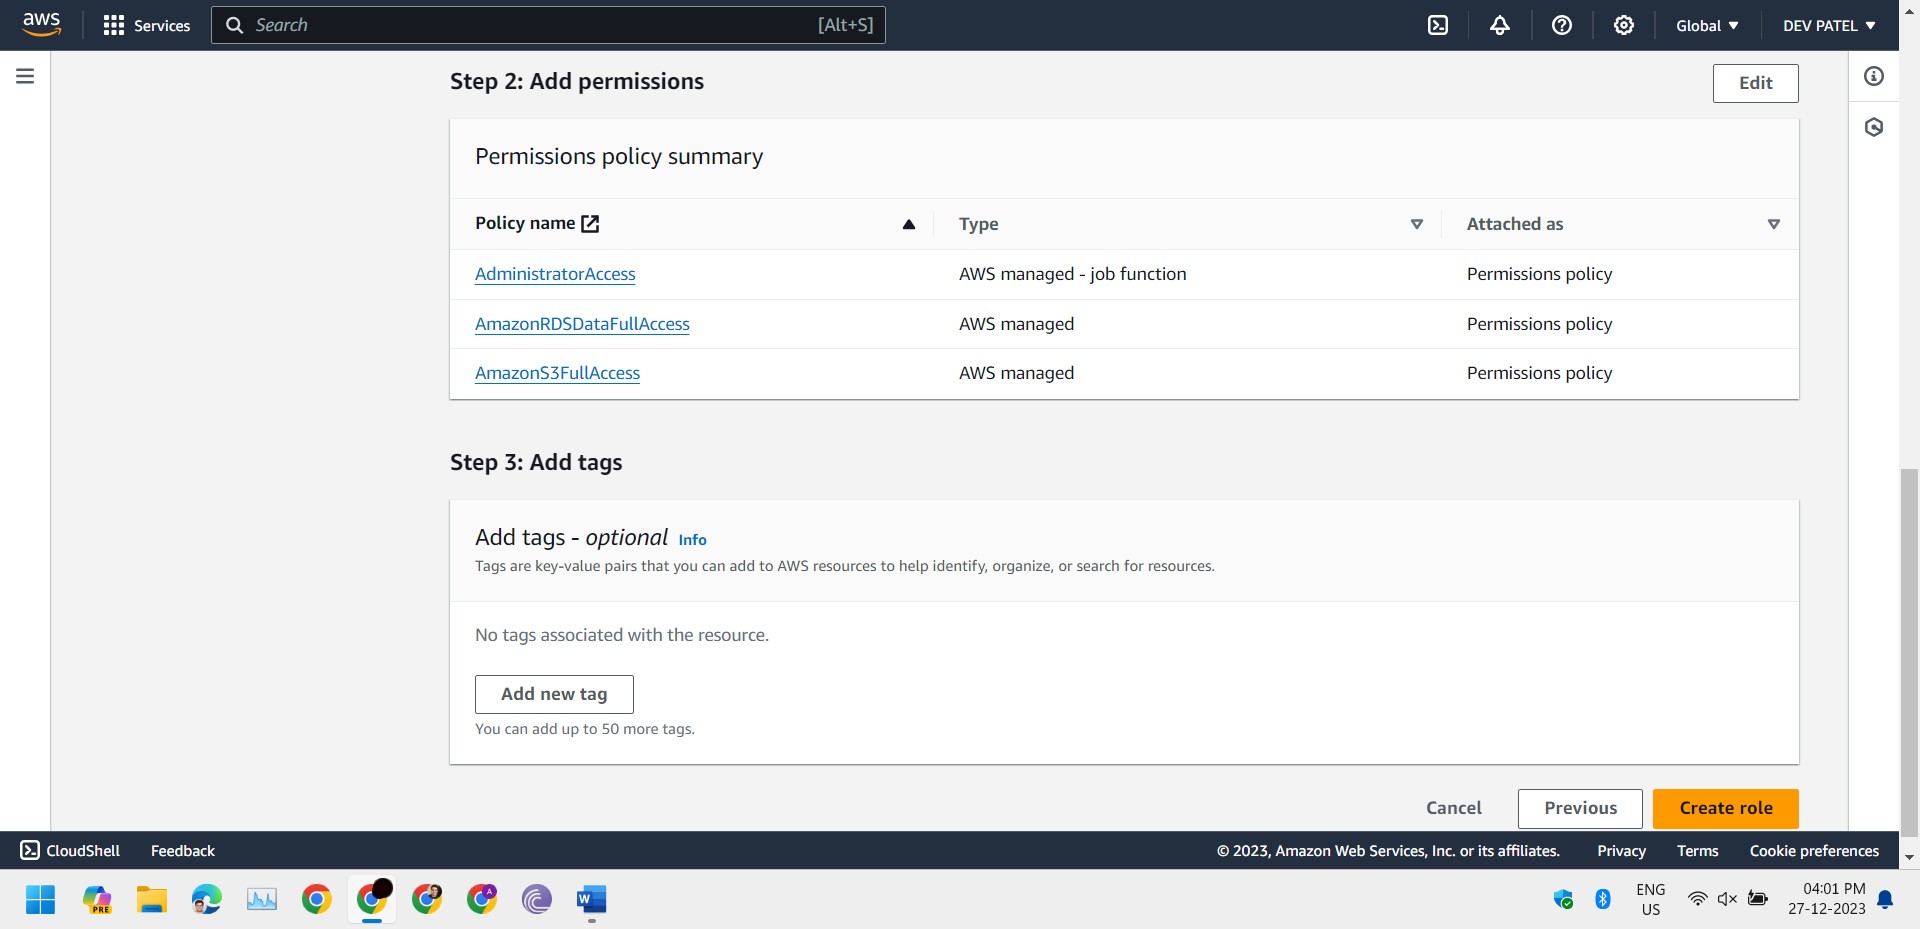 aws Services Search [Alt+S] Global DEV PATEL
Step 2: Add permissions Edit
Permissions policy summary
Policy name Type Attached as
AdministratorAccess AWS managed - job function Permissions policy
AmazonRDSDataFullAccess AWS managed Permissions policy
AmazonS3FullAccess AWS managed Permissions policy
Step 3: Add tags
Add tags - optional Info
Tags are key-value pairs that you can add to AWS resources to help identify, organize, or search for resources.
No tags associated with the resource.
Add new tag
You can add up to 50 more tags.
Cancel Previous Create role
CloudShell Feedback © 2023, Amazon Web Services, Inc. or its affiliates. Privacy Terms Cookie preferences
PRE A W ENG 04:01 PM
US 27-12-2023